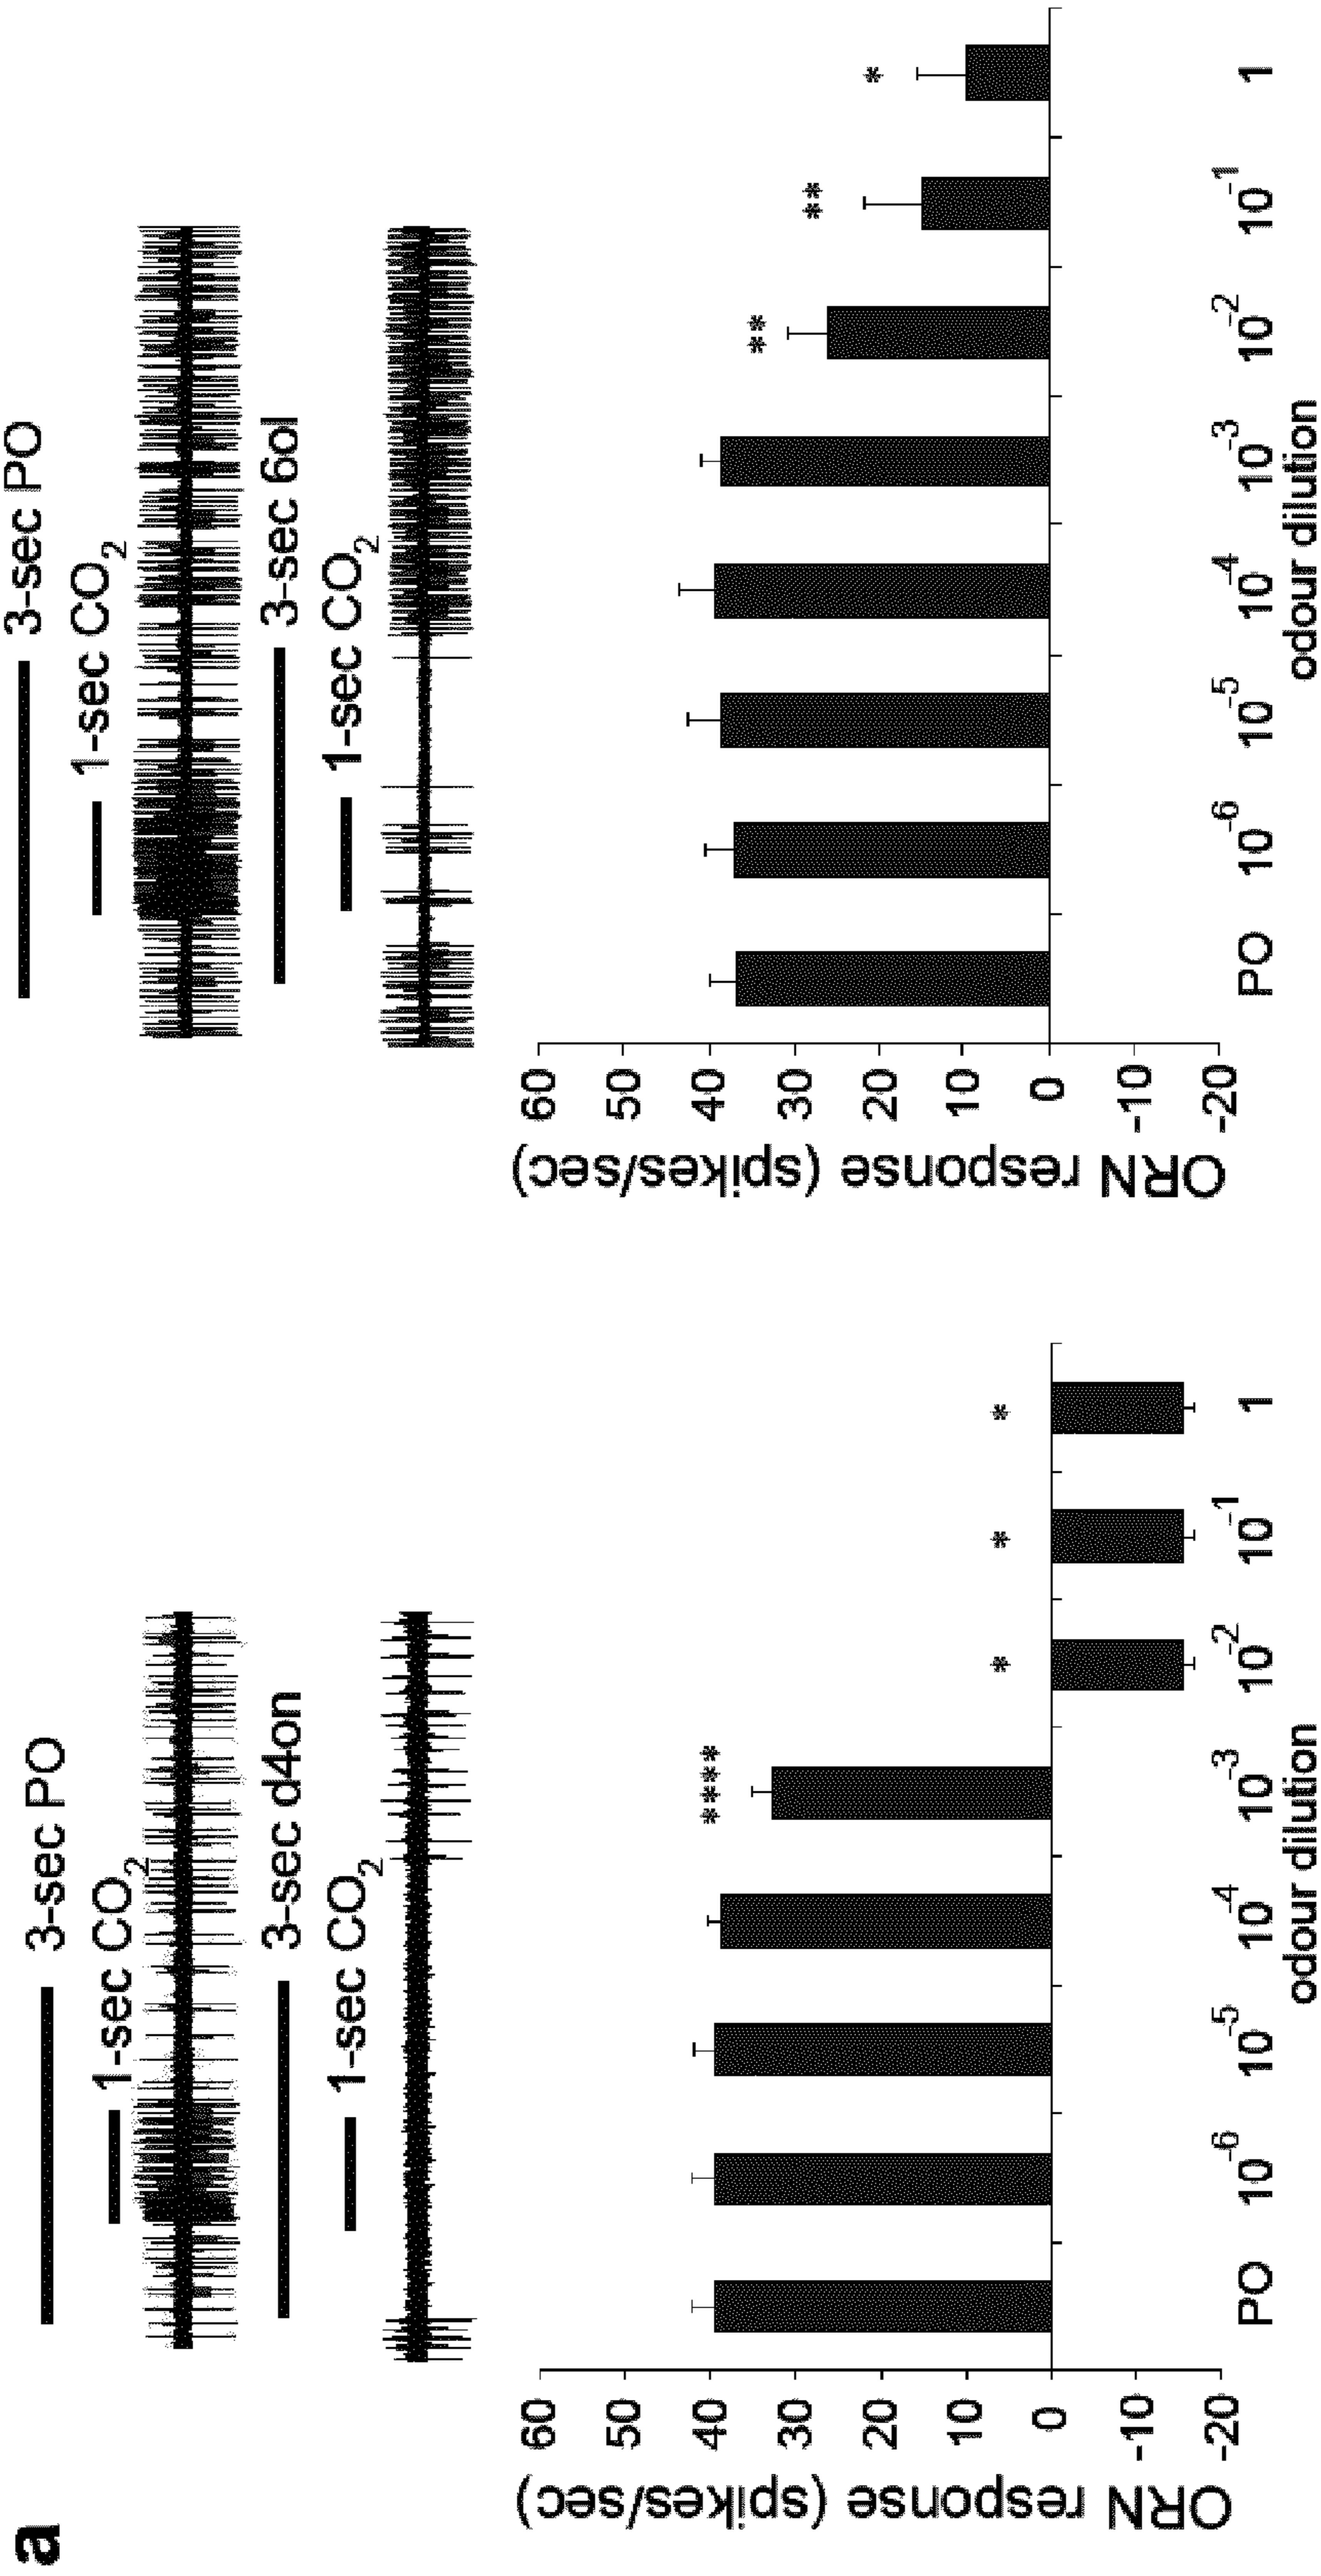 a
3-sec PO
1-sec CO₂
3-sec d4on
1-sec CO₂
ORN response (spikes/sec)
60
50
40
30
20
10
0
-10
-20
****
*
*
*
PO 10⁻⁶ 10⁻⁵ 10⁻⁴ 10⁻³ 10⁻² 10⁻¹ 1
odour dilution
3-sec PO
1-sec CO₂
3-sec 6ol
1-sec CO₂
ORN response (spikes/sec)
60
50
40
30
20
10
0
-10
-20
**
**
*
PO 10⁻⁶ 10⁻⁵ 10⁻⁴ 10⁻³ 10⁻² 10⁻¹ 1
odour dilution